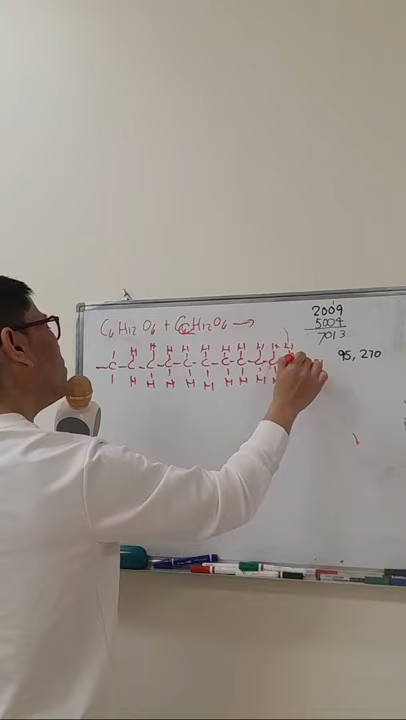 C6H12O6 + C6H12O6 →
2009
5004
7013
95, 270
H H H H H H H H
-C-C-C-C-C-C-C-C-C-C
H H H H H H H H